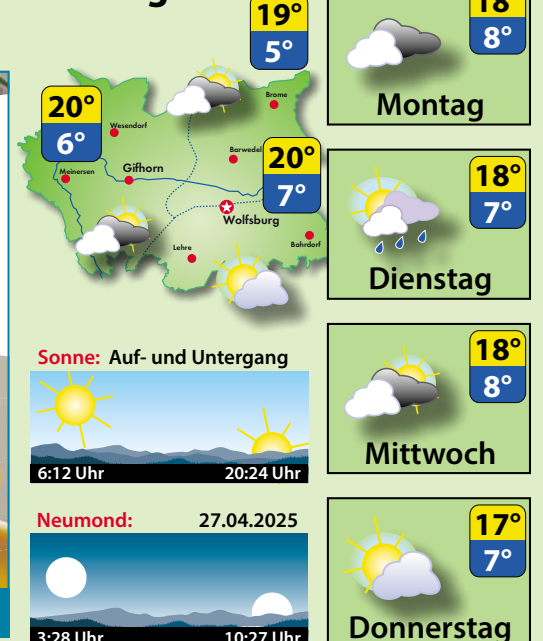 19°
5°
20°
6°
Brome
Wesendorf
Barwedel
Meinersen
Gifhorn
20°
7°
Wolfsburg
Lehre
Bahrdorf
Sonne: Auf- und Untergang
6:12 Uhr 20:24 Uhr
Neumond: 27.04.2025
3:28 Uhr 10:27 Uhr
18°
8°
Montag
18°
7°
Dienstag
18°
8°
Mittwoch
17°
7°
Donnerstag